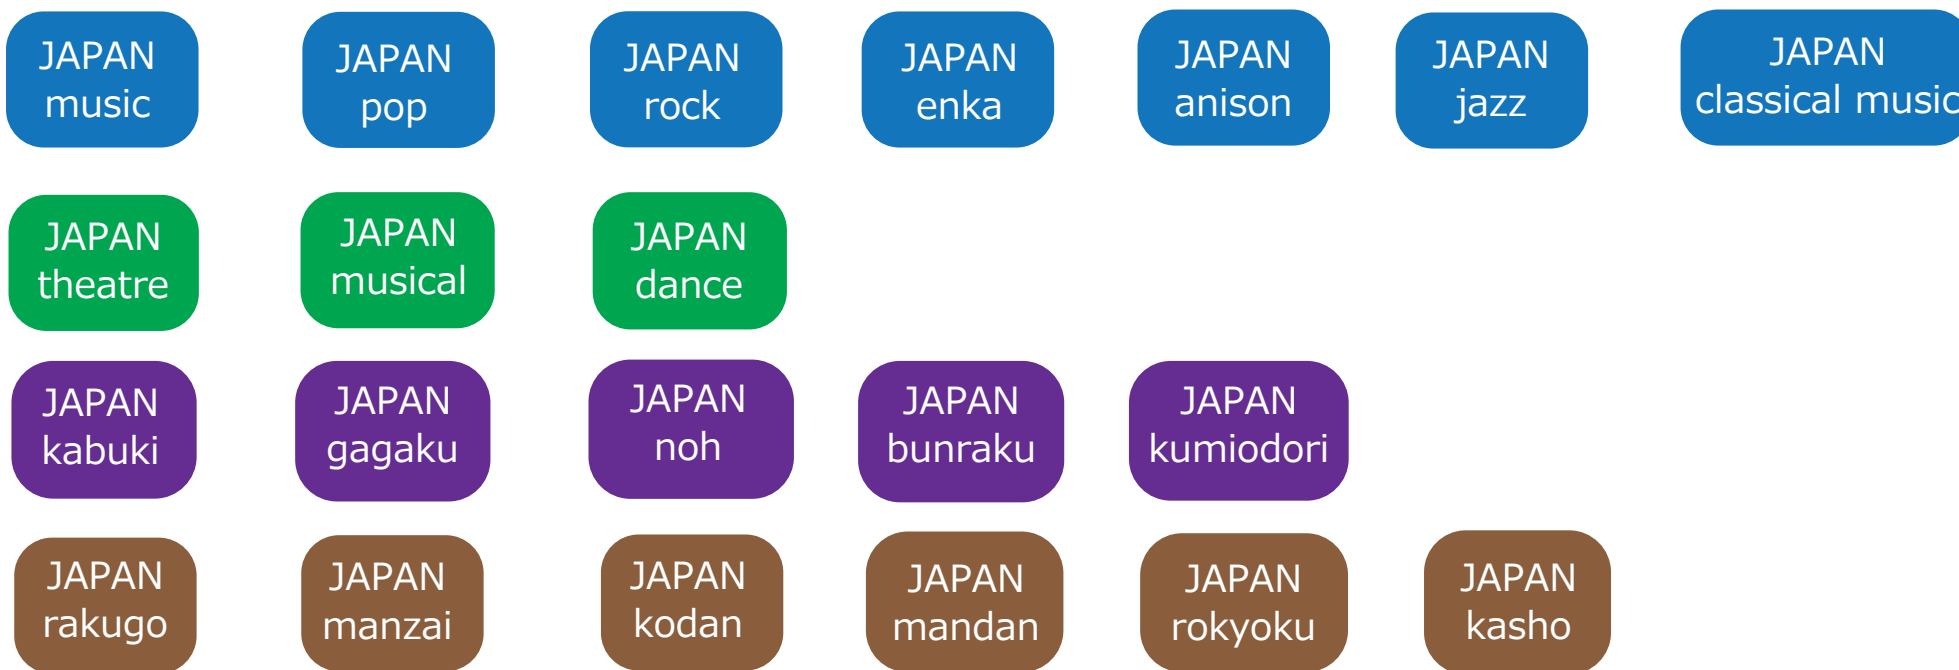 JAPAN
music
JAPAN
pop
JAPAN
rock
JAPAN
enka
JAPAN
anison
JAPAN
jazz
JAPAN
classical music
JAPAN
theatre
JAPAN
musical
JAPAN
dance
JAPAN
kabuki
JAPAN
gagaku
JAPAN
noh
JAPAN
bunraku
JAPAN
kumiodori
JAPAN
rakugo
JAPAN
manzai
JAPAN
kodan
JAPAN
mandan
JAPAN
rokyoku
JAPAN
kasho